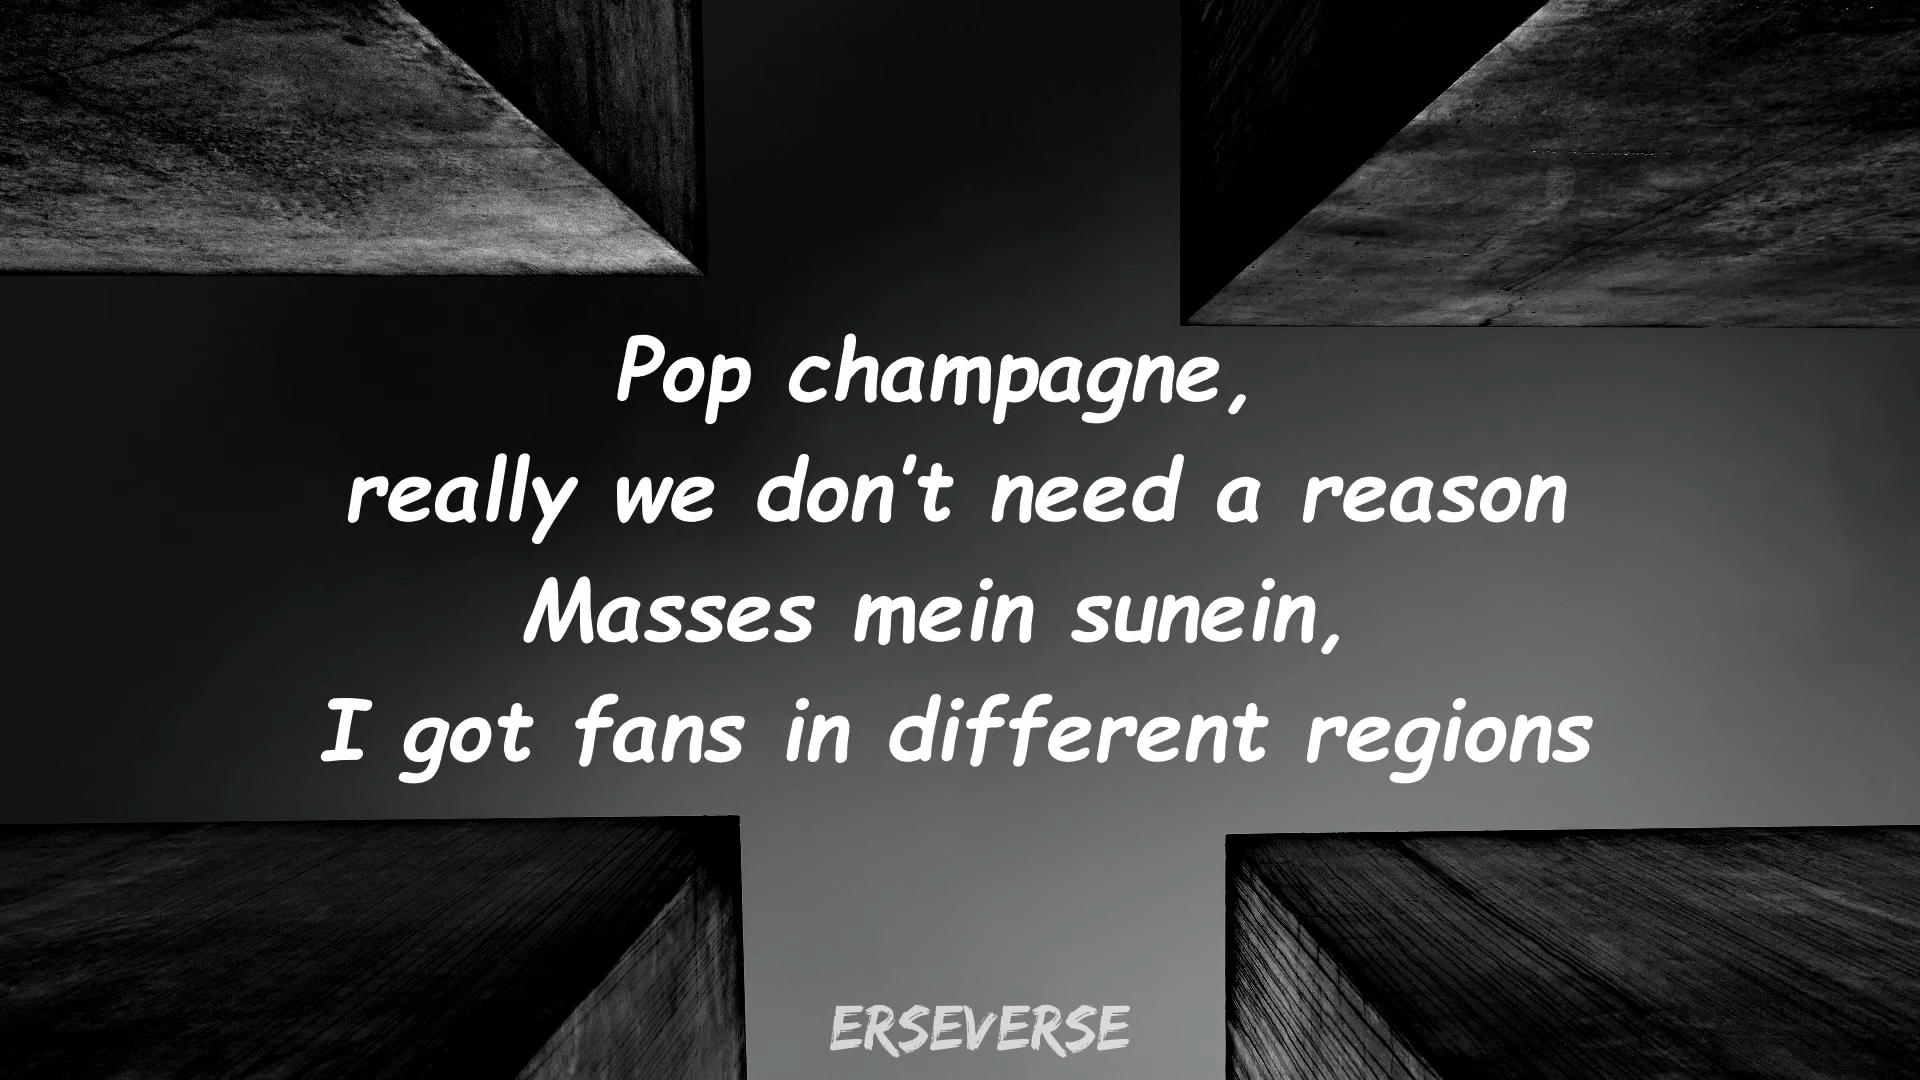 Pop champagne,
really we don't need a reason
Masses mein sunein,
I got fans in different regions
ERSEVERSE